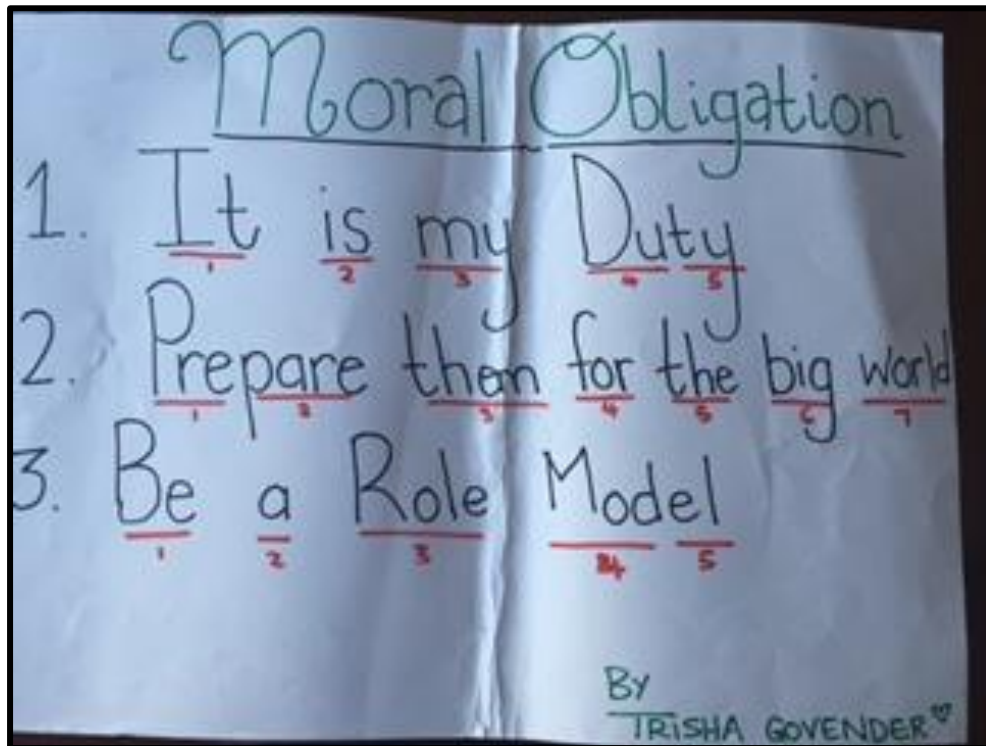 Moral Obligation
1. It is my Duty
1 2 3 4 5
2. Prepare them for the big world
1 2 3 4 5 6 7
3. Be a Role Model
1 2 3 4 5
By
TRiSHA GOVENDER♡